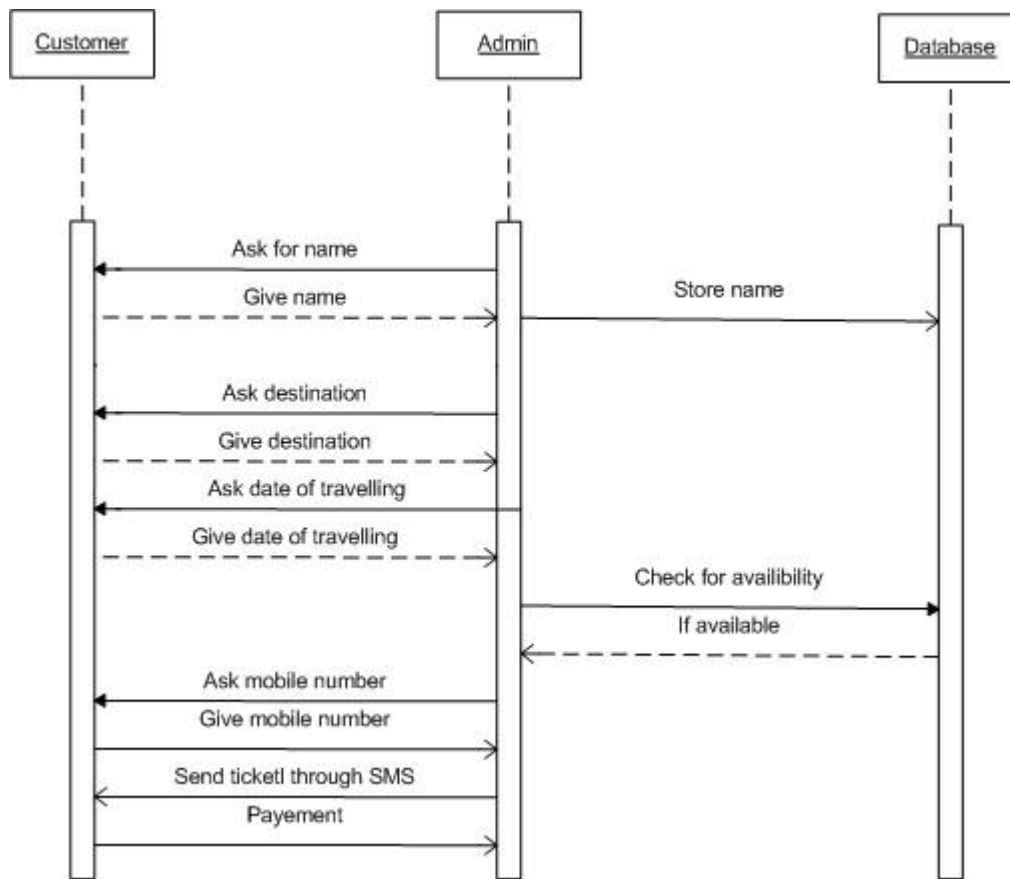 Customer
Admin
Database
Ask for name
Give name
Store name
Ask destination
Give destination
Ask date of travelling
Give date of travelling
Check for availibility
If available
Ask mobile number
Give mobile number
Send ticketl through SMS
Payement